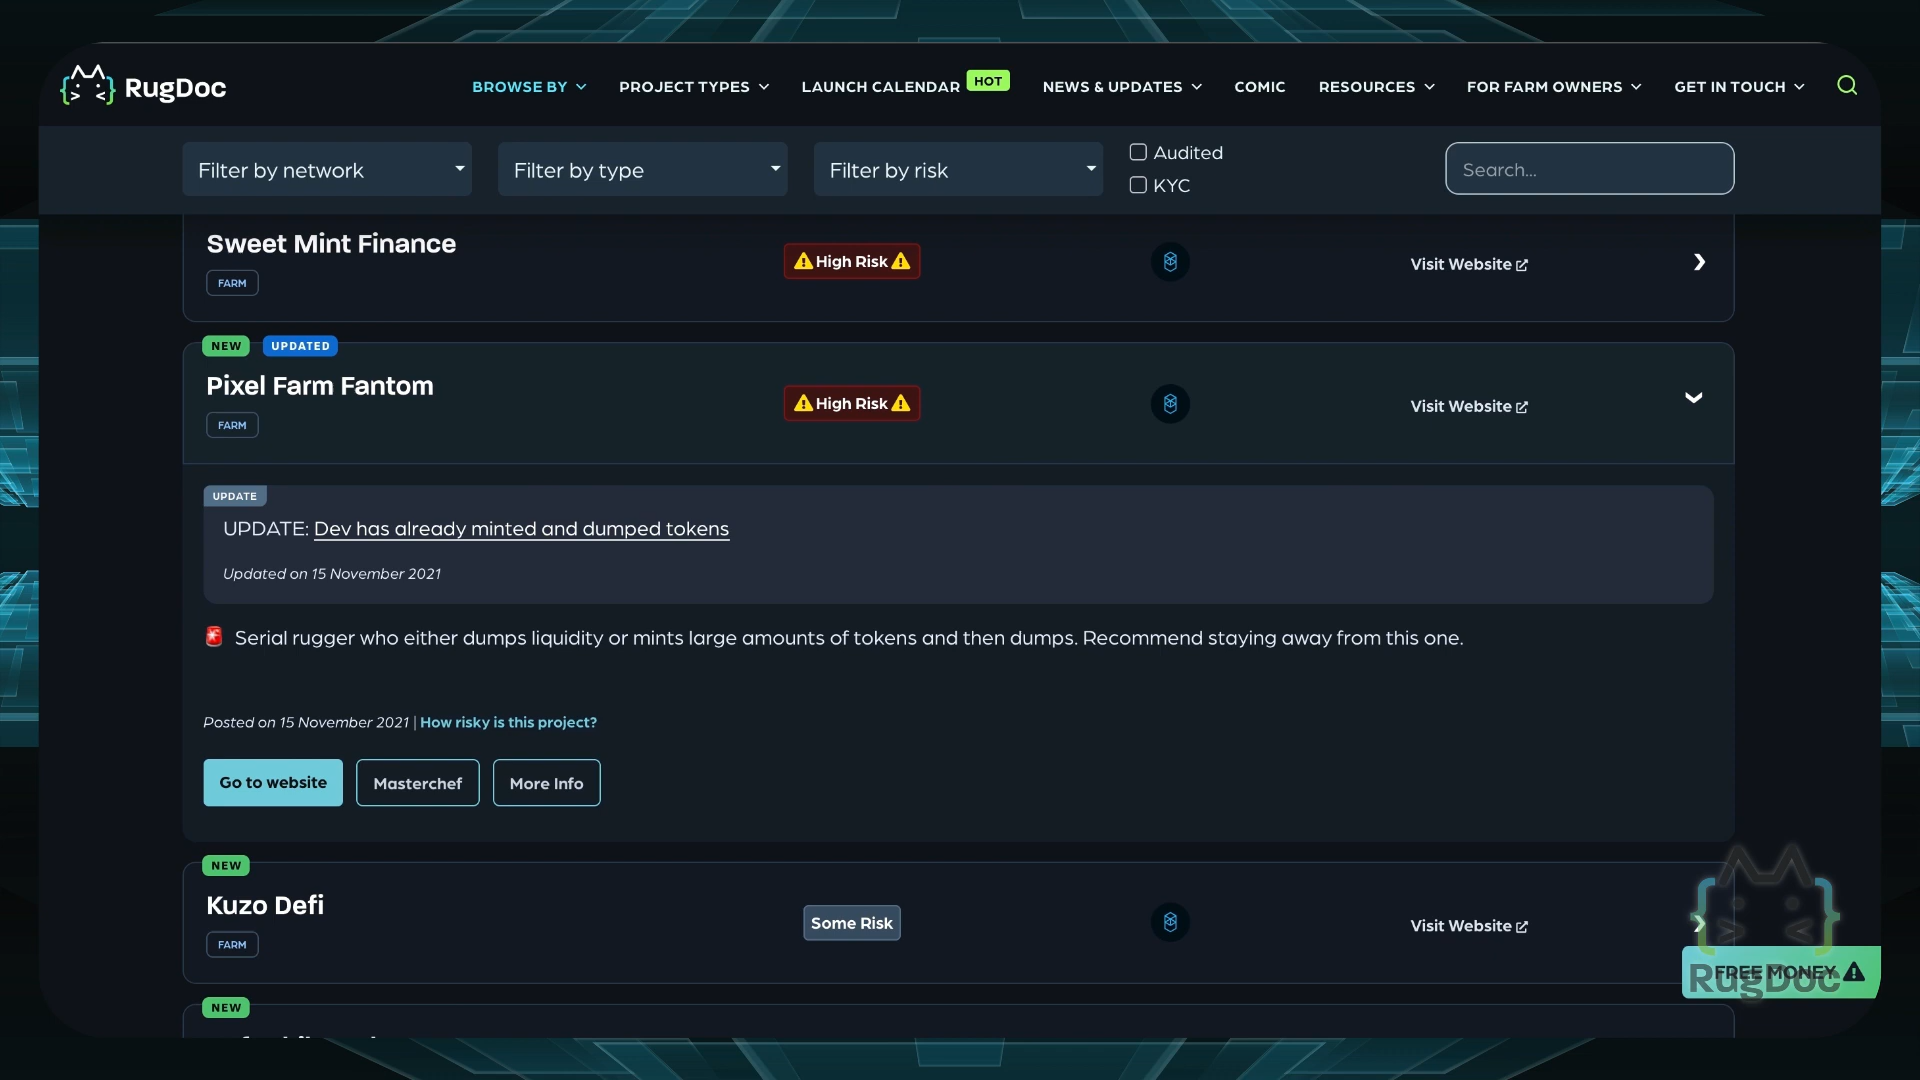 RugDoc
BROWSE BY
PROJECT TYPES
LAUNCH CALENDAR
HOT
NEWS & UPDATES
COMIC
RESOURCES
FOR FARM OWNERS
GET IN TOUCH
Filter by network
Filter by type
Filter by risk
Audited
KYC
Search...
Sweet Mint Finance
FARM
High Risk
Visit Website
NEW
UPDATED
Pixel Farm Fantom
FARM
High Risk
Visit Website
UPDATE
UPDATE: Dev has already minted and dumped tokens
Updated on 15 November 2021
Serial rugger who either dumps liquidity or mints large amounts of tokens and then dumps. Recommend staying away from this one.
Posted on 15 November 2021 | How risky is this project?
Go to website
Masterchef
More Info
NEW
Kuzo Defi
FARM
Some Risk
Visit Website
FREE MONEY
RugDoc
NEW